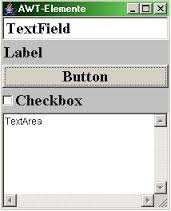 AWT-Elemente
TextField
Label
Button
Checkbox
TextArea